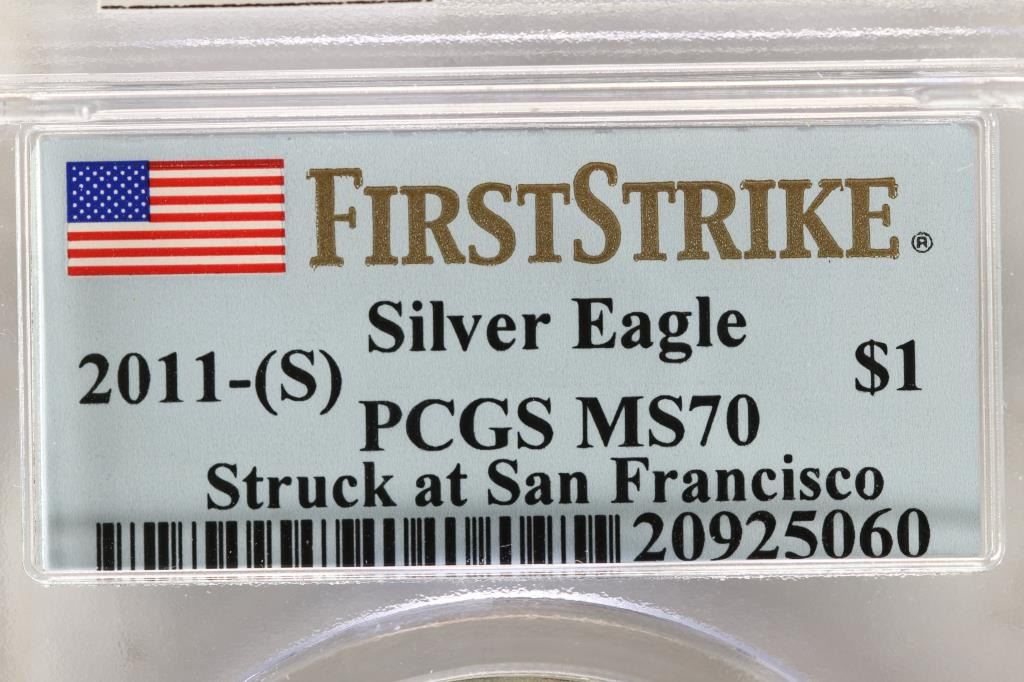 FIRSTSTRIKE®
Silver Eagle
2011-(S) $1
PCGS MS70
Struck at San Francisco
20925060